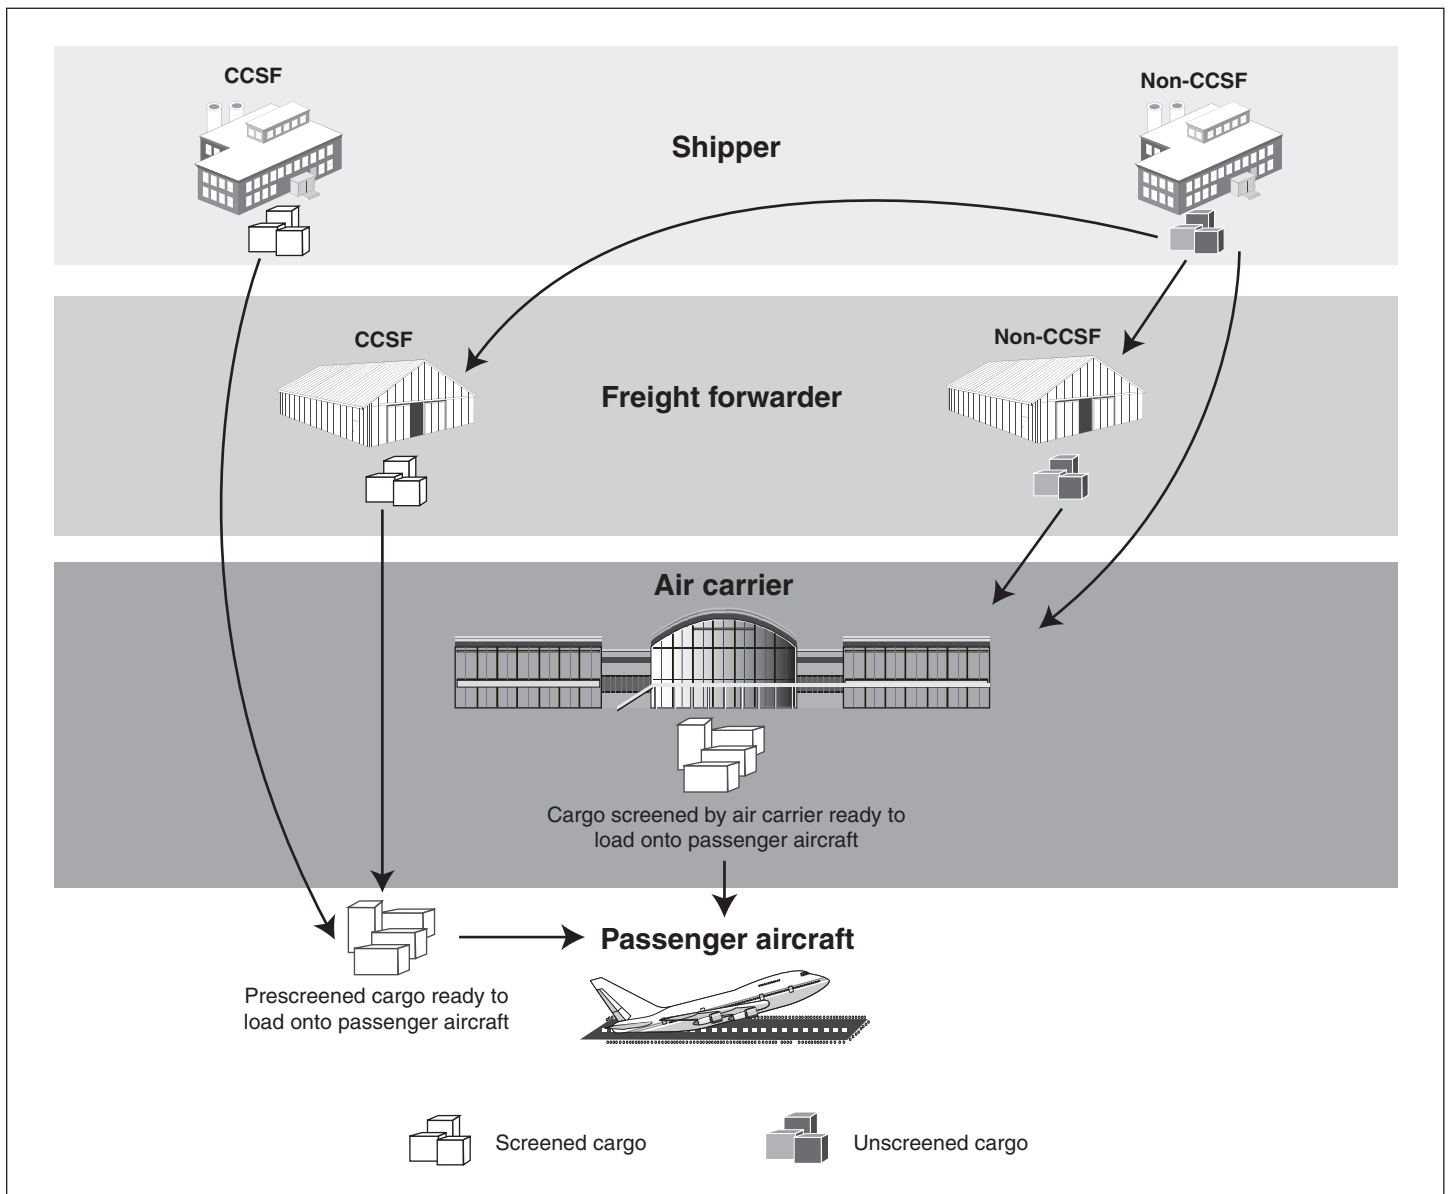 CCSF
Non-CCSF
Shipper
CCSF
Non-CCSF
Freight forwarder
Air carrier
Cargo screened by air carrier ready to
load onto passenger aircraft
Passenger aircraft
Prescreened cargo ready to
load onto passenger aircraft
Screened cargo
Unscreened cargo